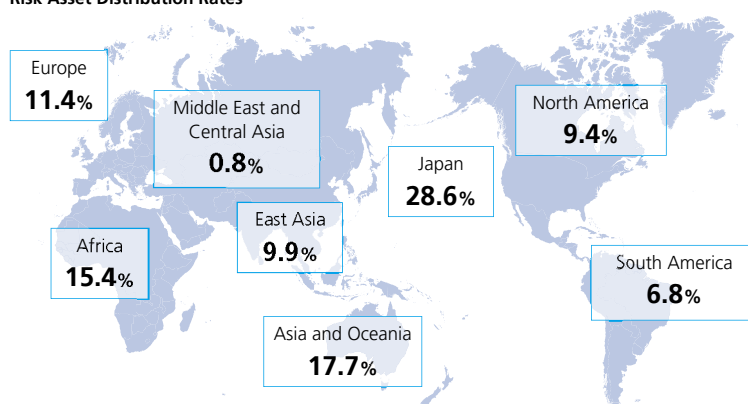 Risk Asset Distribution Rates
Europe
11.4%
Middle East and
Central Asia
0.8%
North America
9.4%
Japan
28.6%
East Asia
9.9%
Africa
15.4%
South America
6.8%
Asia and Oceania
17.7%